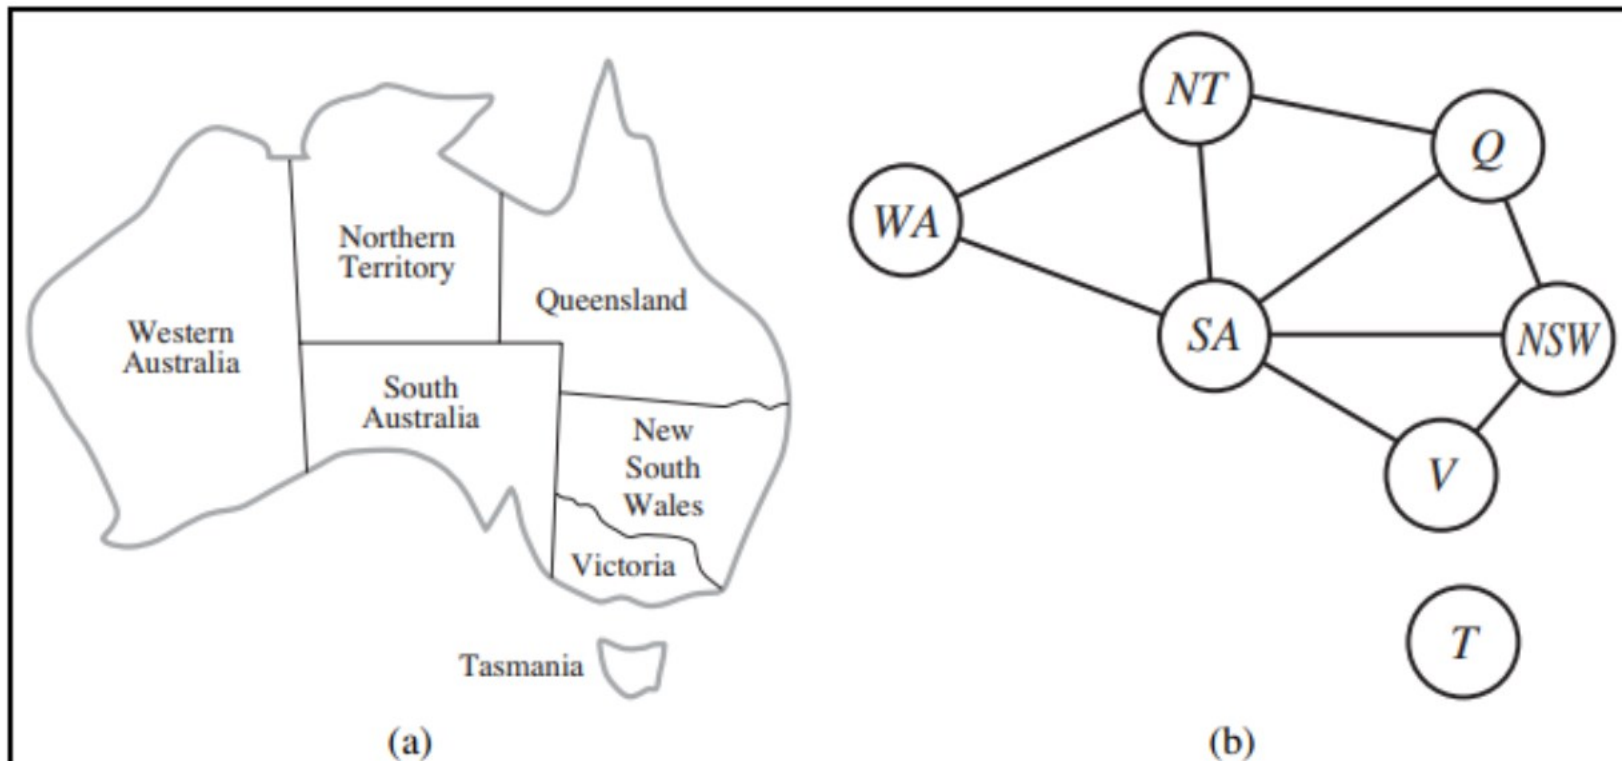 Northern
Territory
Queensland
Western
Australia
South
Australia
New
South
Wales
Victoria
Tasmania
(a)
NT
Q
WA
SA
NSW
V
T
(b)